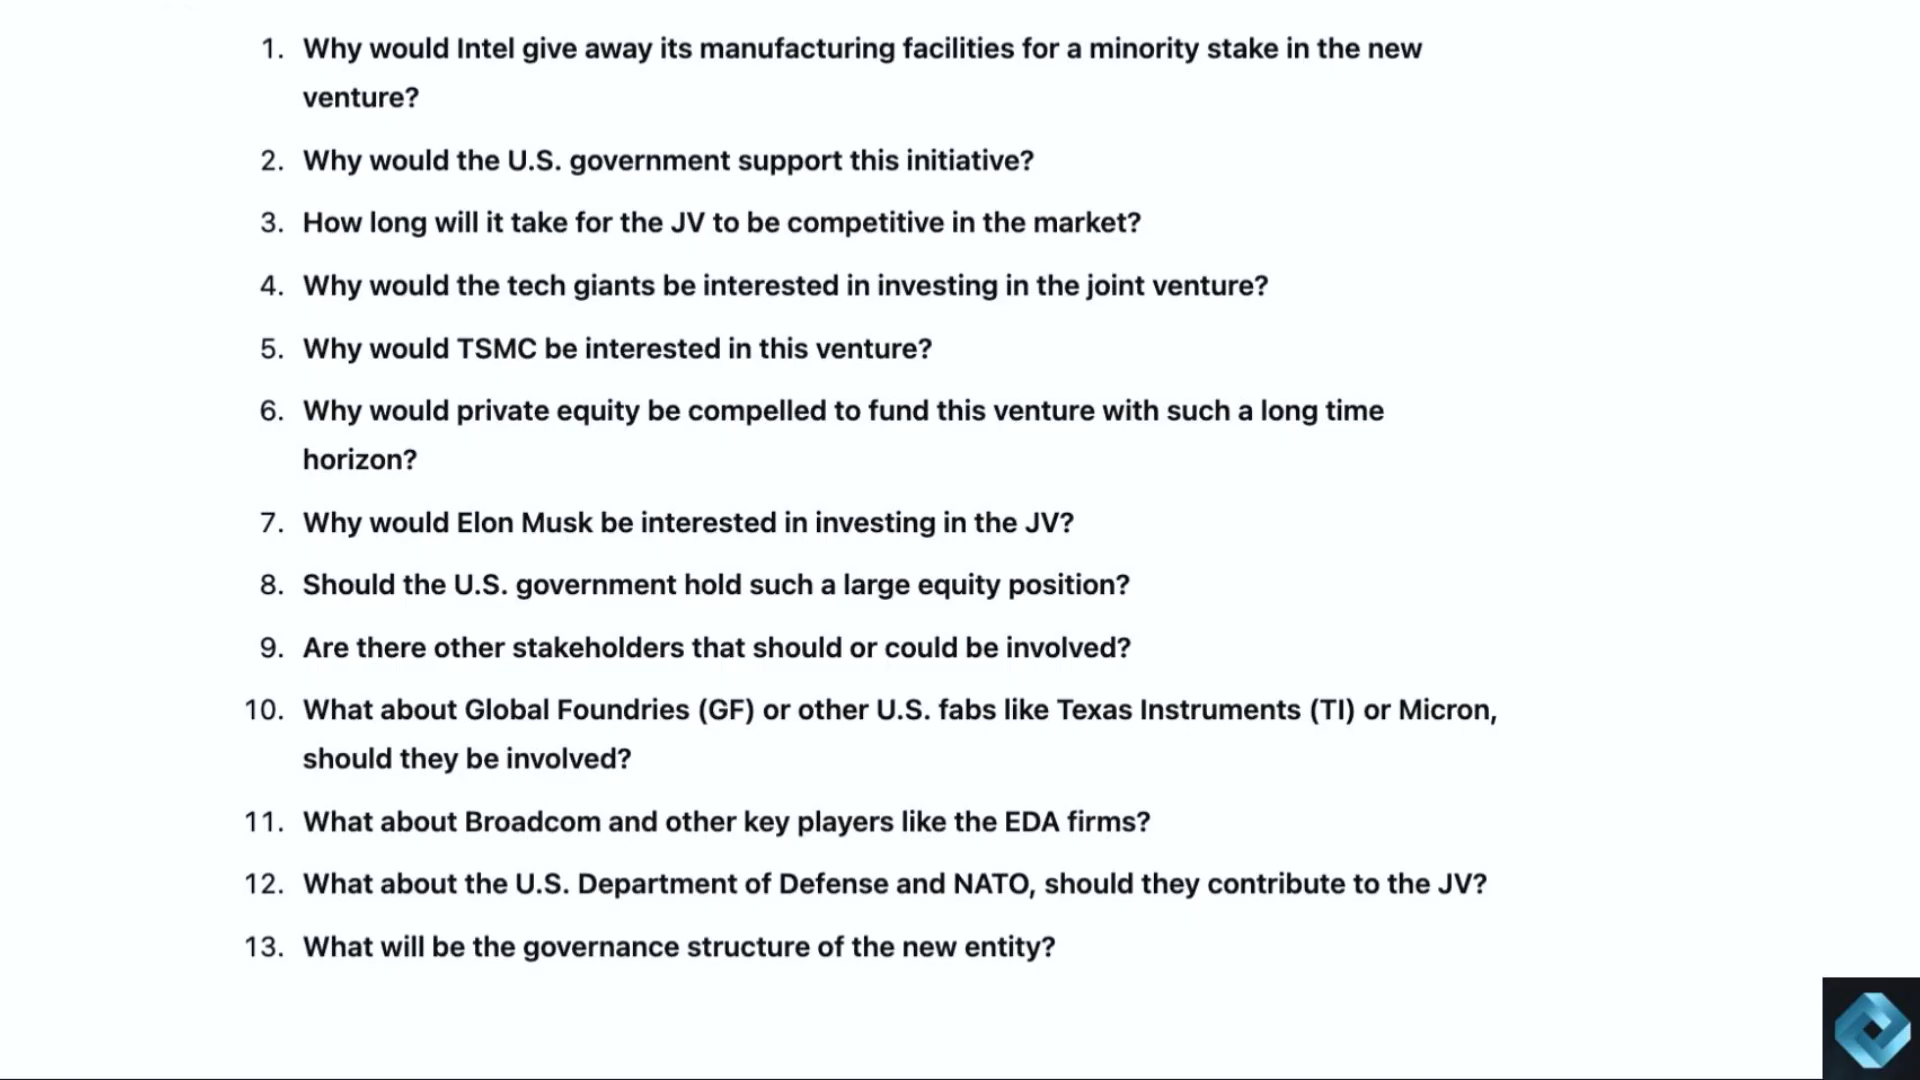 1. Why would Intel give away its manufacturing facilities for a minority stake in the new
venture?
2. Why would the U.S. government support this initiative?
3. How long will it take for the JV to be competitive in the market?
4. Why would the tech giants be interested in investing in the joint venture?
5. Why would TSMC be interested in this venture?
6. Why would private equity be compelled to fund this venture with such a long time
horizon?
7. Why would Elon Musk be interested in investing in the JV?
8. Should the U.S. government hold such a large equity position?
9. Are there other stakeholders that should or could be involved?
10. What about Global Foundries (GF) or other U.S. fabs like Texas Instruments (TI) or Micron,
should they be involved?
11. What about Broadcom and other key players like the EDA firms?
12. What about the U.S. Department of Defense and NATO, should they contribute to the JV?
13. What will be the governance structure of the new entity?